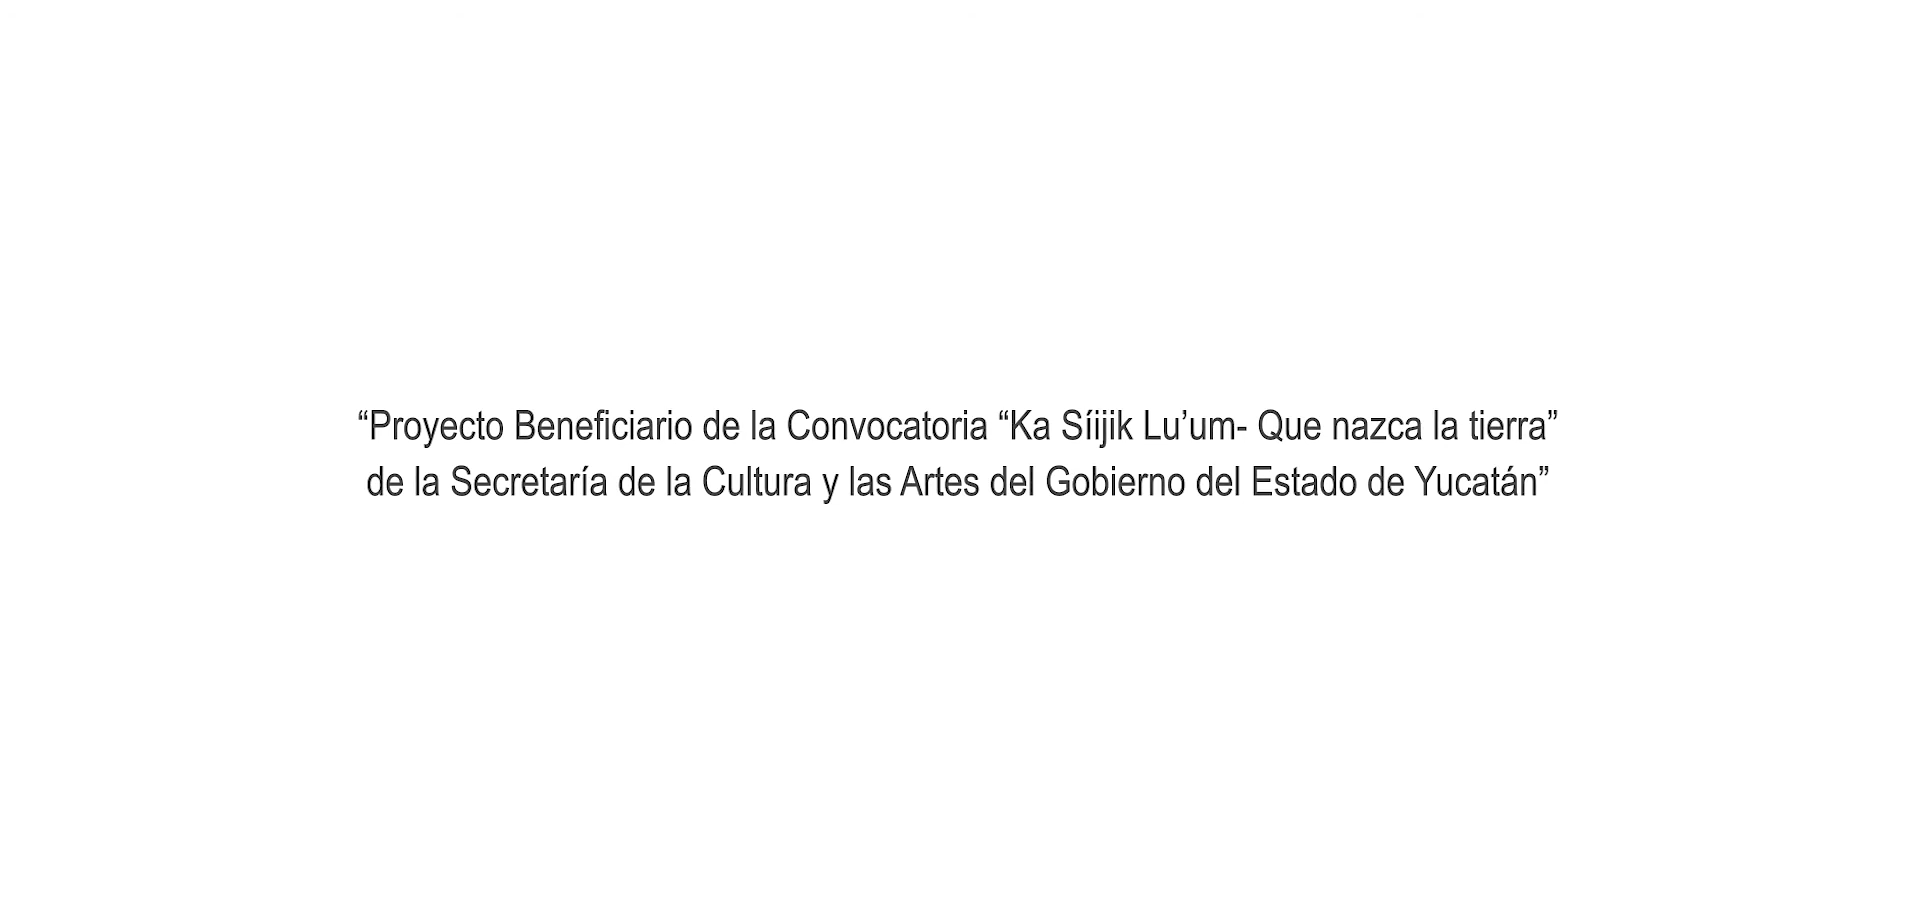 “Proyecto Beneficiario de la Convocatoria “Ka Síijik Lu’um- Que nazca la tierra”
de la Secretaría de la Cultura y las Artes del Gobierno del Estado de Yucatán”